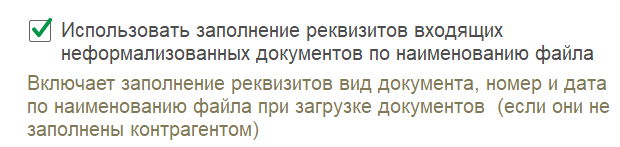 Использовать заполнение реквизитов входящих
неформализованных документов по наименованию файла
Включает заполнение реквизитов вид документа, номер и дата
по наименованию файла при загрузке документов  (если они не
заполнены контрагентом)